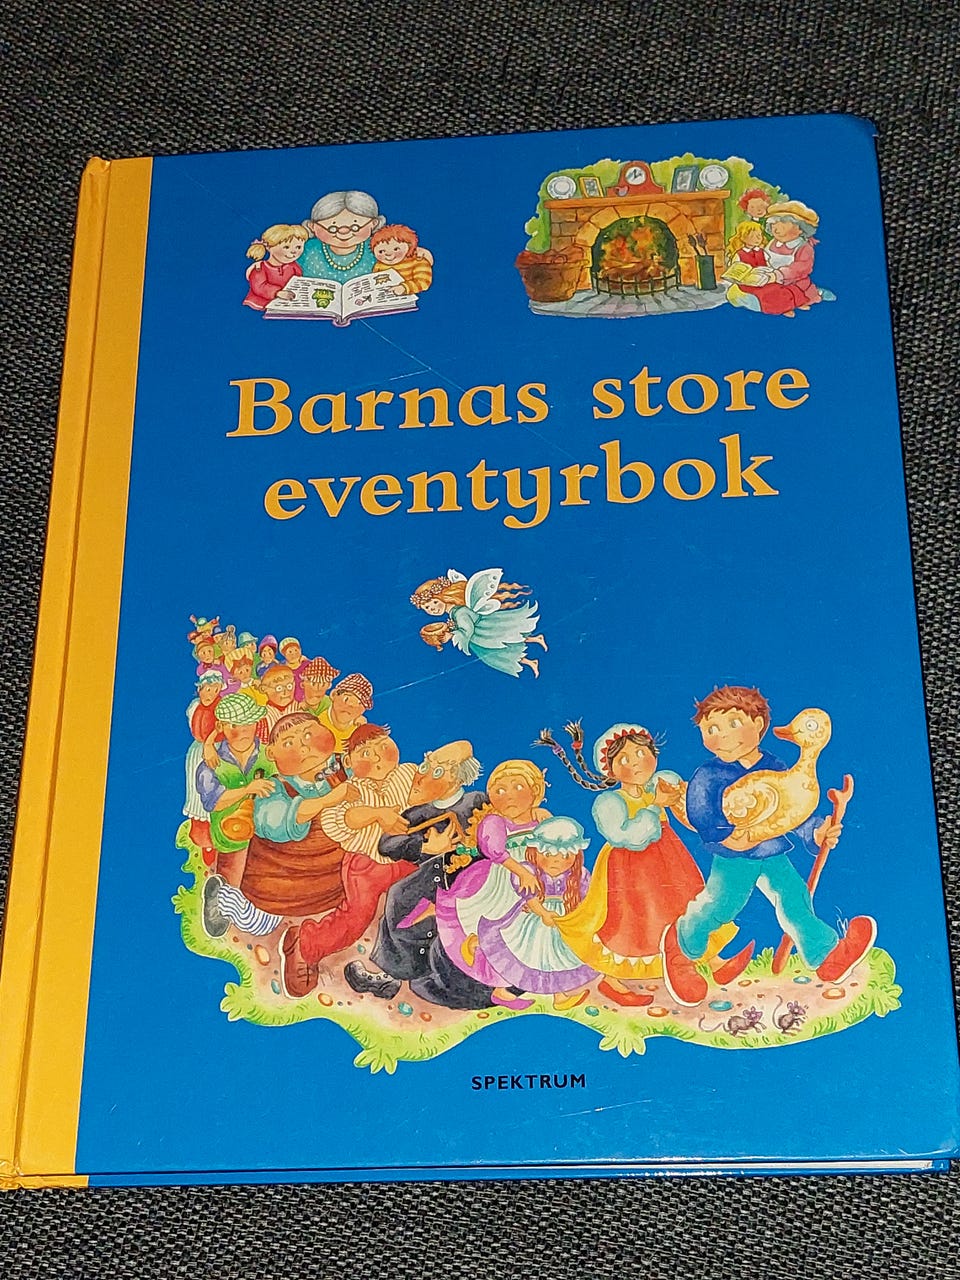 Barnas store
eventyrbok
SPEKTRUM